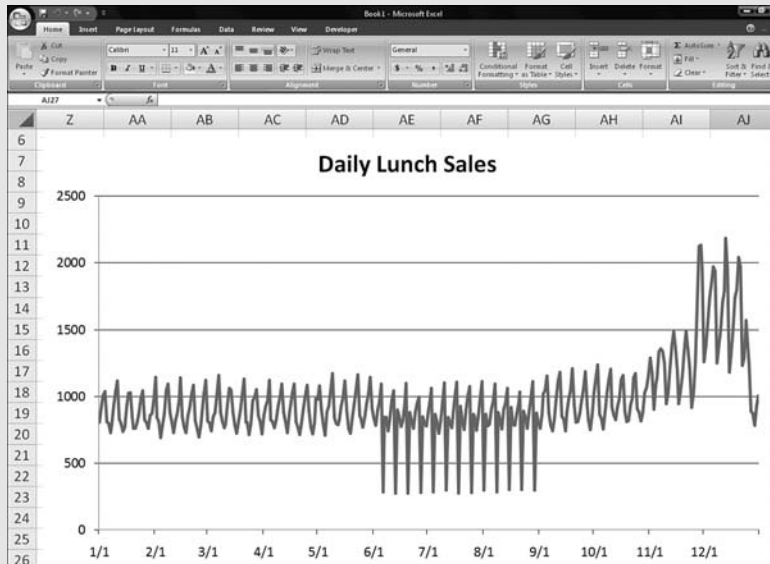 Book1 - Microsoft Excel
Home Insert Page Layout Formulas Data Review View Developer
Cut Calibri 11 A A Wrap Text General Σ AutoSum
Copy Fill
Paste Format Painter B I U A Merge & Center $ % , Conditional Formatting Format as Table Cell Styles Insert Delete Format Clear Sort & Filter Find & Select
Clipboard Font Alignment Number Styles Cells Editing
AJ27 fx
Z AA AB AC AD AE AF AG AH AI AJ
6
7
Daily Lunch Sales
8
9
2500
10
11
12
2000
13
14
15
1500
16
17
18
1000
19
20
21
500
22
23
24
0
25
1/1 2/1 3/1 4/1 5/1 6/1 7/1 8/1 9/1 10/1 11/1 12/1
26